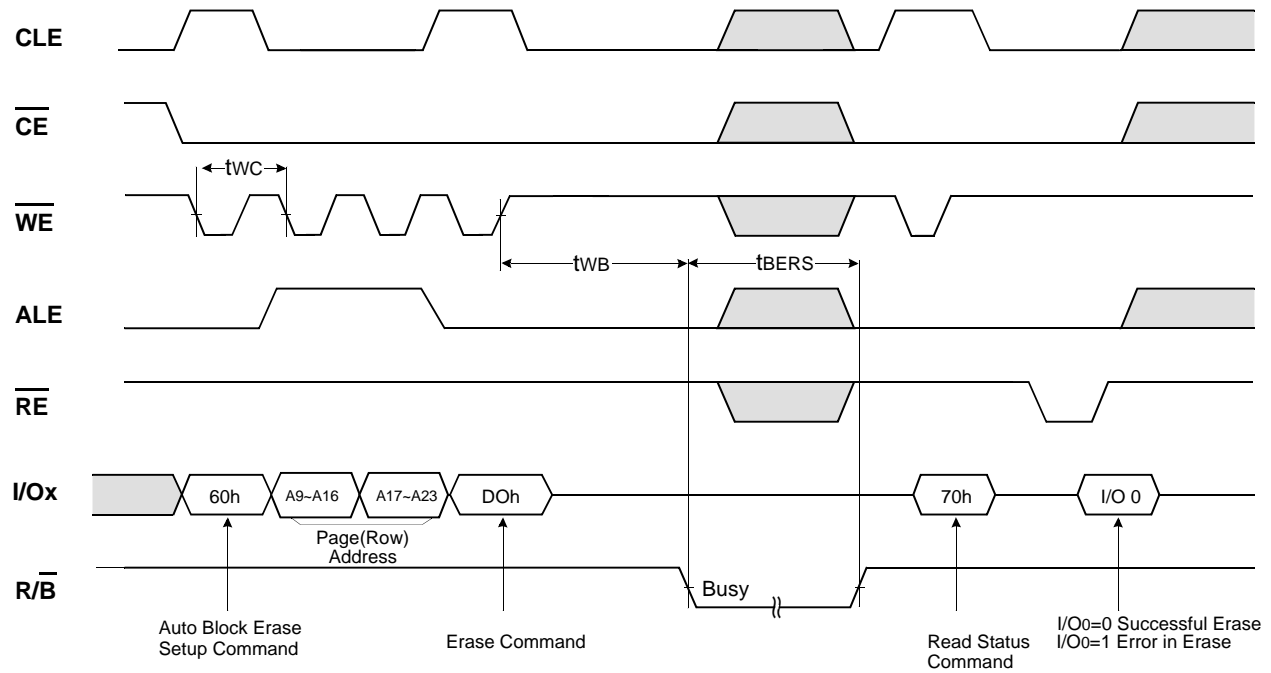 CLE
CE
tWC
WE
tWB
tBERS
ALE
RE
I/Ox
60h
A9~A16
A17~A23
DOh
70h
I/O 0
Page(Row)
Address
R/B
Busy
Auto Block Erase
Setup Command
Erase Command
Read Status
Command
I/O0=0 Successful Erase
I/O0=1 Error in Erase